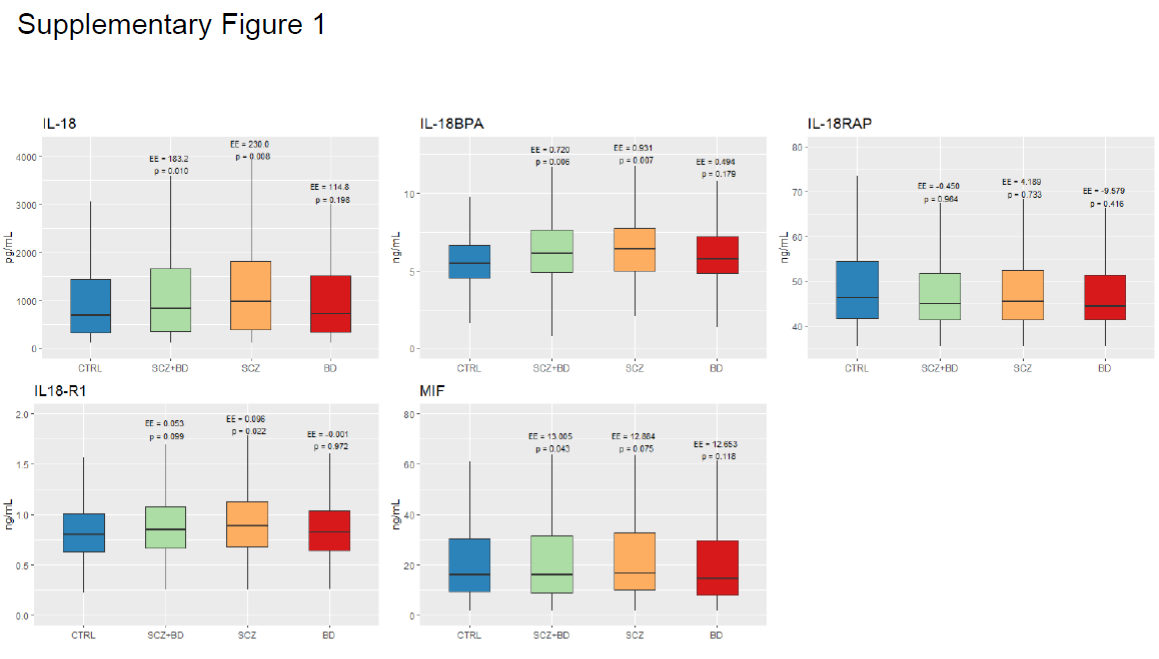 Supplementary Figure 1
IL-18
pg/mL
4000
3000
2000
1000
0
EE = 183.2
p = 0.010
EE = 230.0
p = 0.008
EE = 114.8
p = 0.198
CTRL SCZ+BD SCZ BD
IL-18BPA
ng/mL
10
5
0
EE = 0.720
p = 0.006
EE = 0.931
p = 0.007
EE = 0.494
p = 0.179
CTRL SCZ+BD SCZ BD
IL-18RAP
ng/mL
80
70
60
50
40
EE = -0.450
p = 0.964
EE = 4.189
p = 0.733
EE = -9.579
p = 0.416
CTRL SCZ+BD SCZ BD
IL18-R1
ng/mL
2.0
1.5
1.0
0.5
0.0
EE = 0.053
p = 0.099
EE = 0.096
p = 0.022
EE = -0.001
p = 0.972
CTRL SCZ+BD SCZ BD
MIF
ng/mL
80
60
40
20
0
EE = 13.005
p = 0.043
EE = 12.884
p = 0.075
EE = 12.653
p = 0.118
CTRL SCZ+BD SCZ BD